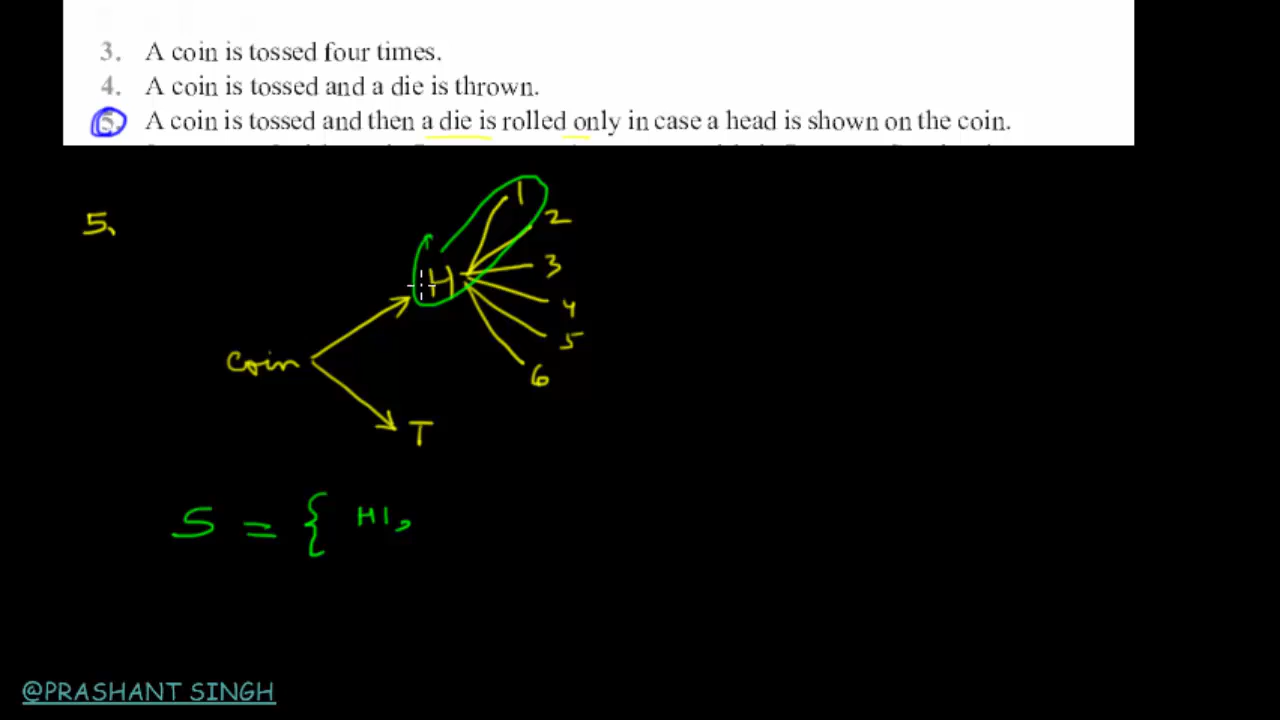 3. A coin is tossed four times.
4. A coin is tossed and a die is thrown.
5. A coin is tossed and then a die is rolled only in case a head is shown on the coin.
5.
1
2
H
3
4
5
Coin
6
T
S = { H1,
@PRASHANT SINGH